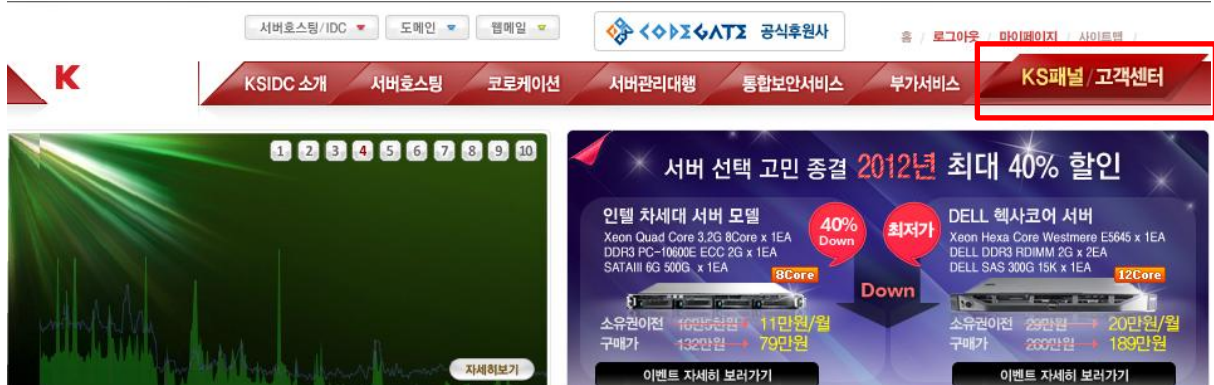 서버호스팅/IDC 도메인 웹메일 CODEGATE 공식후원사 홈 / 로그아웃 / 마이페이지 / 사이트맵 /
K
KSIDC 소개 서버호스팅 코로케이션 서버관리대행 통합보안서비스 부가서비스 KS패널/고객센터
1 2 3 4 5 6 7 8 9 10
자세히보기
서버 선택 고민 종결 2012년 최대 40% 할인
인텔 차세대 서버 모델
Xeon Quad Core 3.2G 8Core x 1EA
DDR3 PC-10600E ECC 2G x 1EA
SATAIII 6G 500G x 1EA
8Core
40%
Down
소유권이전 11만원/월
구매가 132만원 79만원
이벤트 자세히 보러가기
최저가
Down
DELL 헥사코어 서버
Xeon Hexa Core Westmere E5645 x 1EA
DELL DDR3 RDIMM 2G x 2EA
DELL SAS 300G 15K x 1EA
12Core
소유권이전 29만원 20만원/월
구매가 260만원 189만원
이벤트 자세히 보러가기